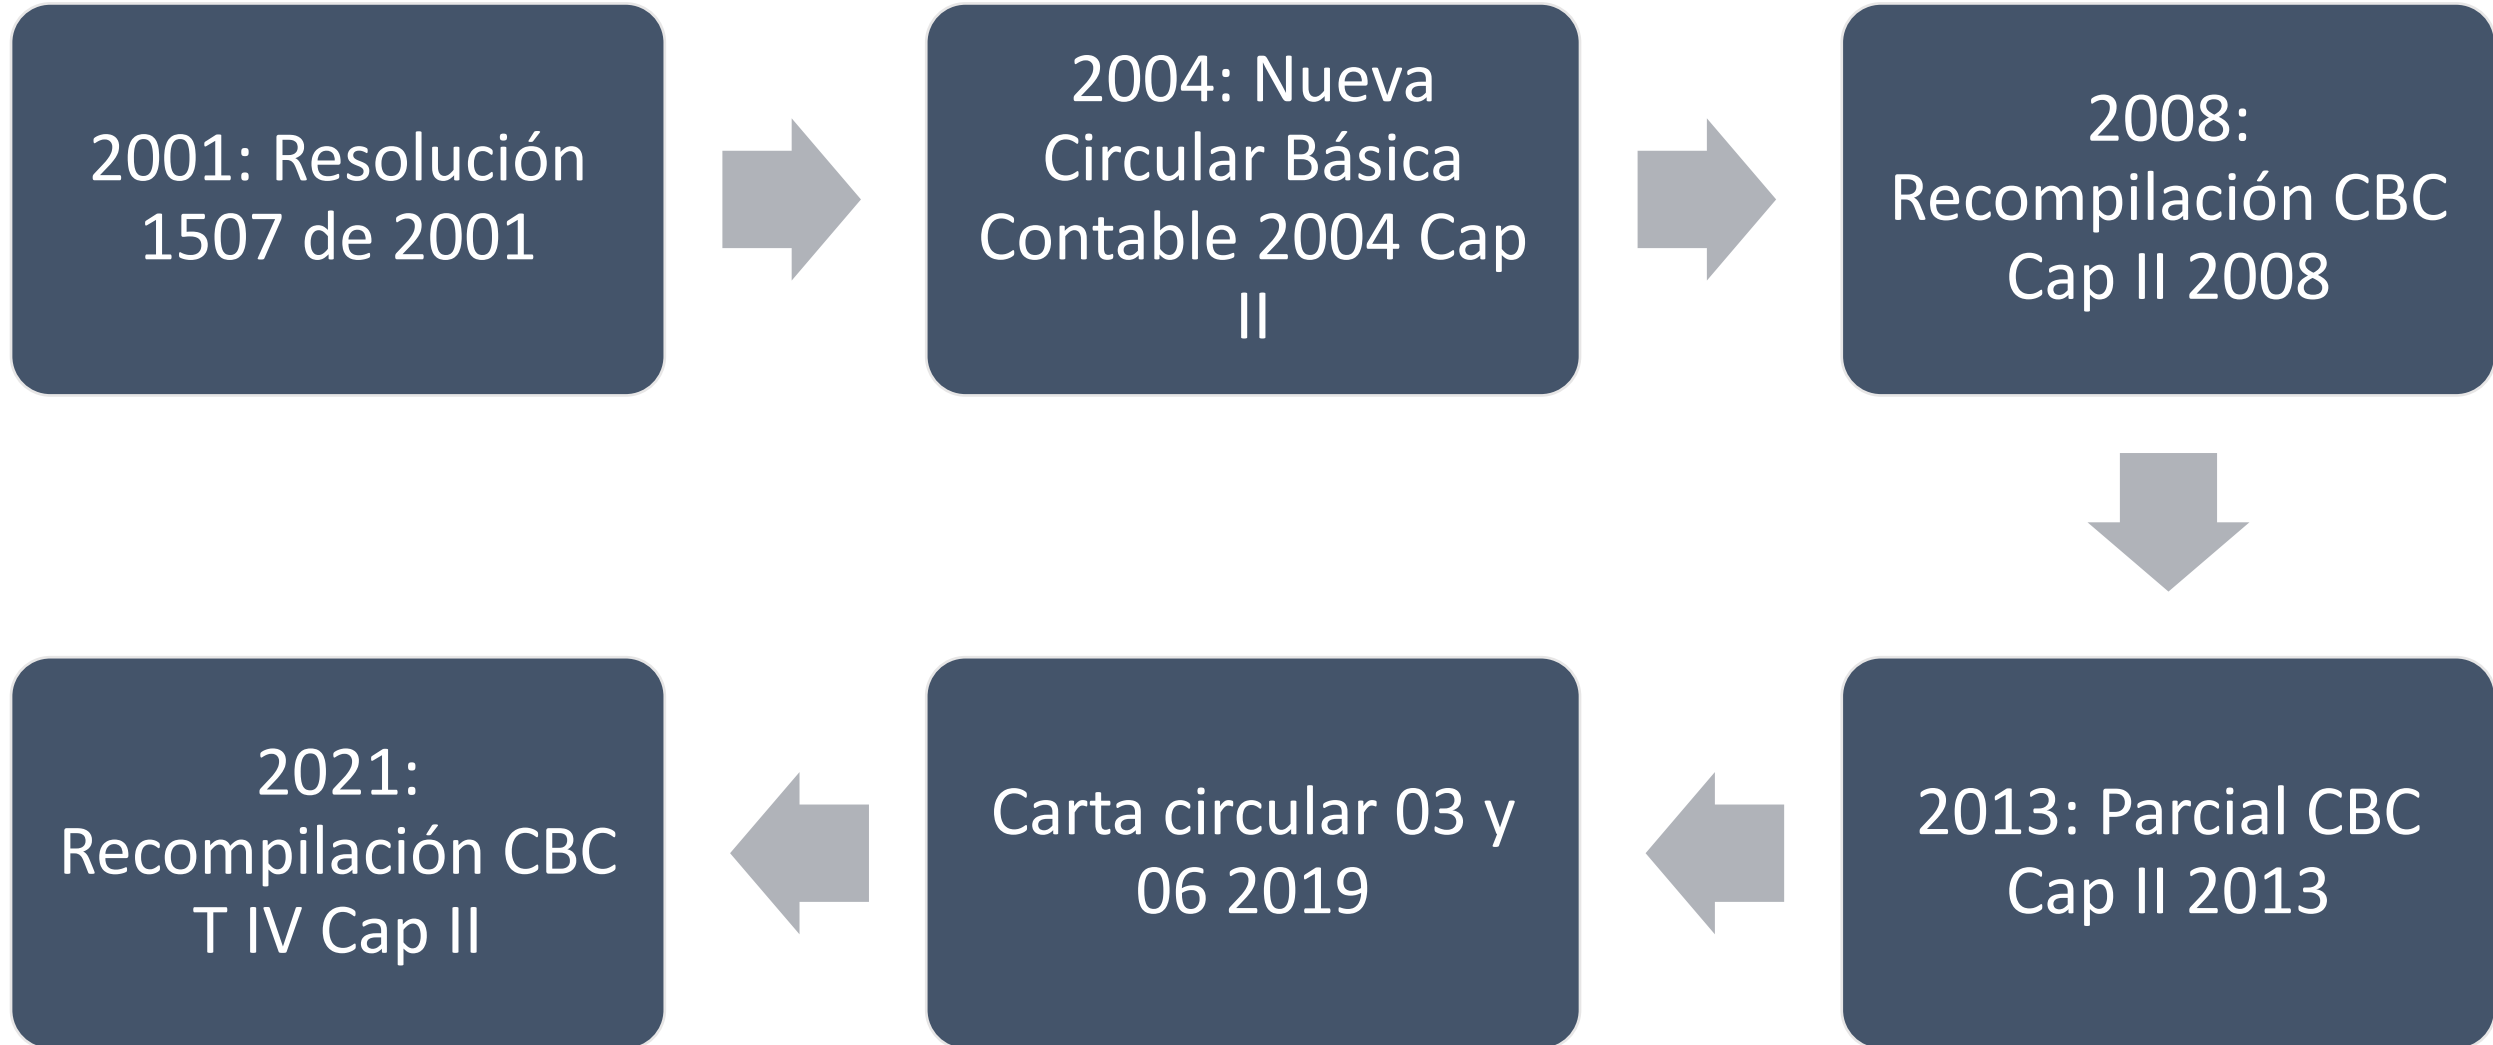 2001: Resolución
1507 de 2001
2004: Nueva
Circular Básica
Contable 2004 Cap
II
2008:
Recompilación CBC
Cap II 2008
2013: Parcial CBC
Cap II 2013
Carta circular 03 y
06 2019
2021:
Recompilación CBC
T IV Cap II